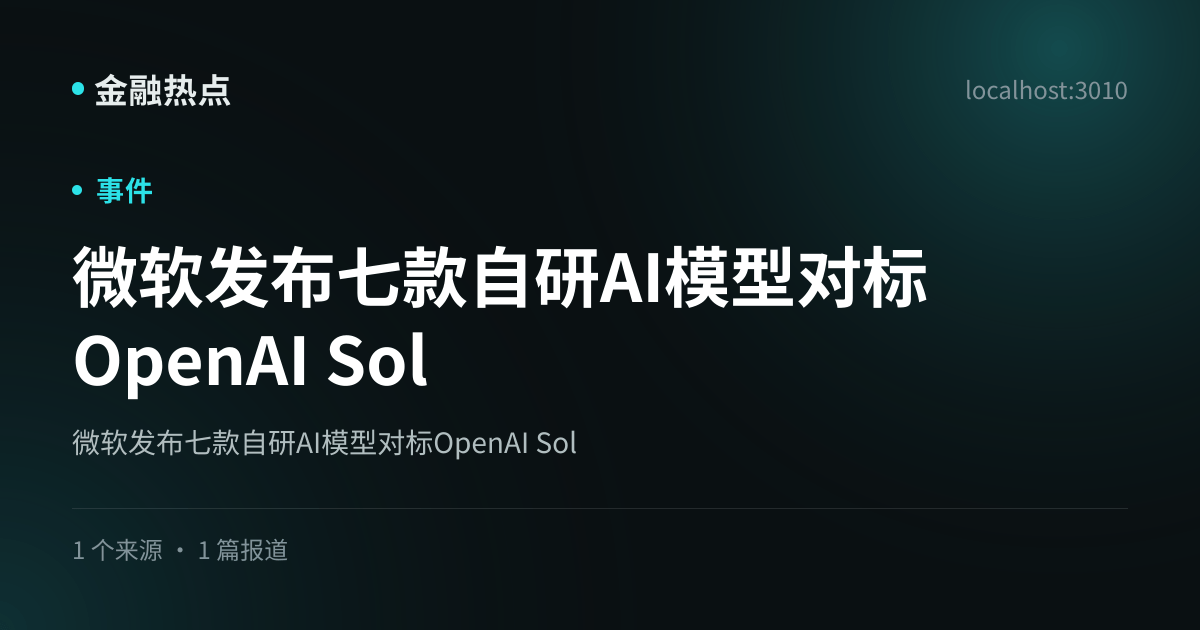 金融热点
localhost:3010
事件
微软发布七款自研AI模型对标
OpenAI Sol
微软发布七款自研AI模型对标OpenAI Sol
1 个来源 · 1 篇报道